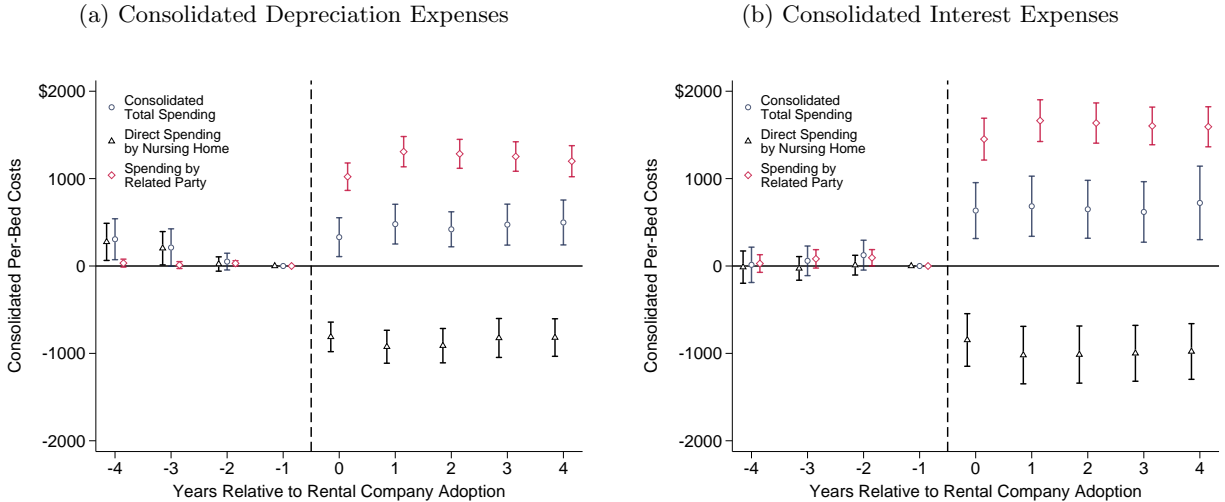 (a) Consolidated Depreciation Expenses
$2000
1000
0
-1000
-2000
Consolidated Per-Bed Costs
Consolidated
Total Spending
Direct Spending
by Nursing Home
Spending by
Related Party
-4 -3 -2 -1 0 1 2 3 4
Years Relative to Rental Company Adoption
(b) Consolidated Interest Expenses
$2000
1000
0
-1000
-2000
Consolidated Per-Bed Costs
Consolidated
Total Spending
Direct Spending
by Nursing Home
Spending by
Related Party
-4 -3 -2 -1 0 1 2 3 4
Years Relative to Rental Company Adoption